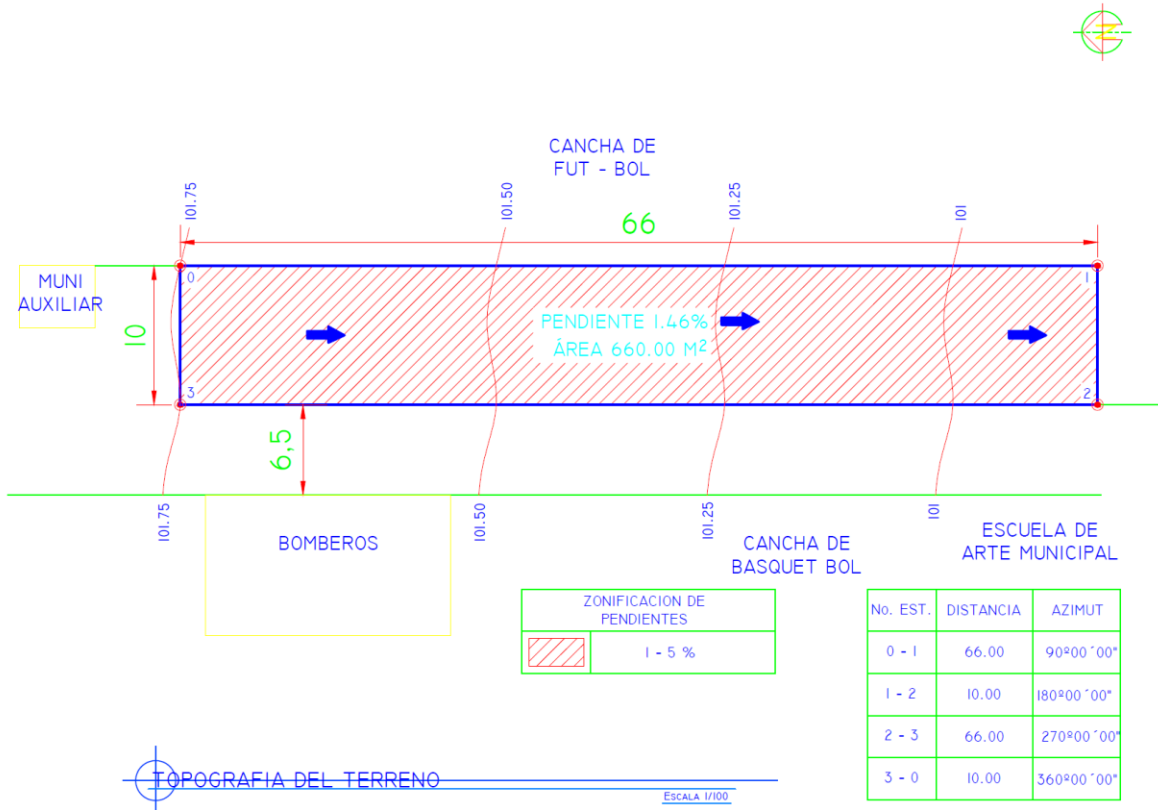 N
CANCHA DE
FUT - BOL
101.75
101.50
101.25
101
66
MUNI
AUXILIAR
0
1
10
PENDIENTE 1.46%
ÁREA 660.00 M²
3
2
6,5
101.75
101.50
101.25
101
BOMBEROS
CANCHA DE
BASQUET BOL
ESCUELA DE
ARTE MUNICIPAL
ZONIFICACION DE
PENDIENTES
1 - 5 %
No. EST. DISTANCIA AZIMUT
0 - 1 66.00 90º00´00"
1 - 2 10.00 180º00´00"
2 - 3 66.00 270º00´00"
3 - 0 10.00 360º00´00"
TOPOGRAFIA DEL TERRENO
ESCALA 1/100